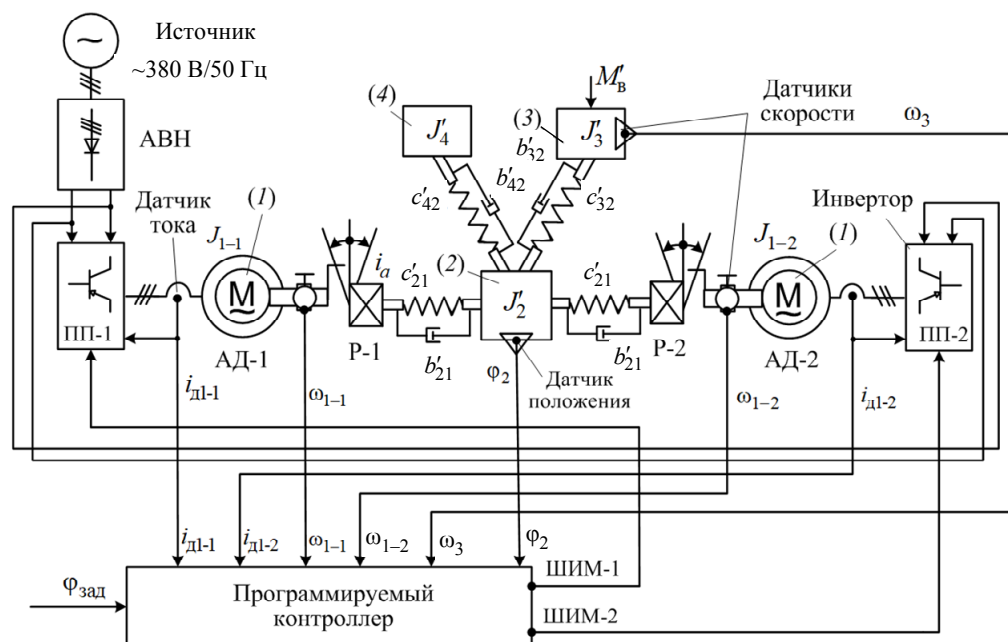 Источник
~380 В/50 Гц
~
АВН
(4)
J′4
M′в
(3)
J′3
Датчики
скорости
ω3
b′32
b′42
c′42
c′32
Датчик
тока
(1)
J1–1
М
~
ПП-1
АД-1
iд1-1
ω1–1
ia
Р-1
c′21
b′21
(2)
J′2
φ2
Датчик
положения
c′21
b′21
Р-2
ω1–2
J1–2
(1)
М
~
АД-2
iд1-2
Инвертор
ПП-2
iд1-1
iд1-2
ω1–1
ω1–2
ω3
φ2
φзад
Программируемый
контроллер
ШИМ-1
ШИМ-2